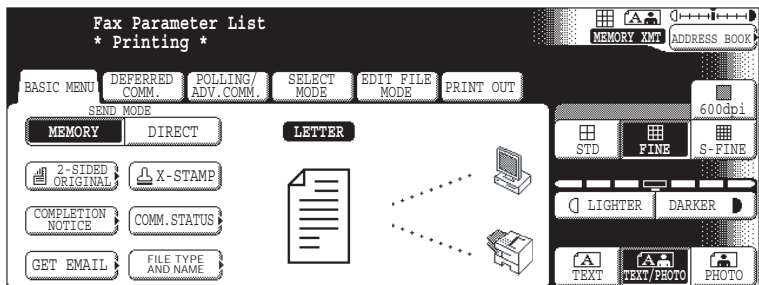 Fax Parameter List
* Printing *
MEMORY XMT
ADDRESS BOOK
BASIC MENU
DEFERRED
COMM.
POLLING/
ADV.COMM.
SELECT
MODE
EDIT FILE
MODE
PRINT OUT
600dpi
SEND MODE
MEMORY
DIRECT
LETTER
STD
FINE
S-FINE
2-SIDED
ORIGINAL
X-STAMP
LIGHTER
DARKER
COMPLETION
NOTICE
COMM.STATUS
GET EMAIL
FILE TYPE
AND NAME
A
TEXT
A
TEXT/PHOTO
PHOTO